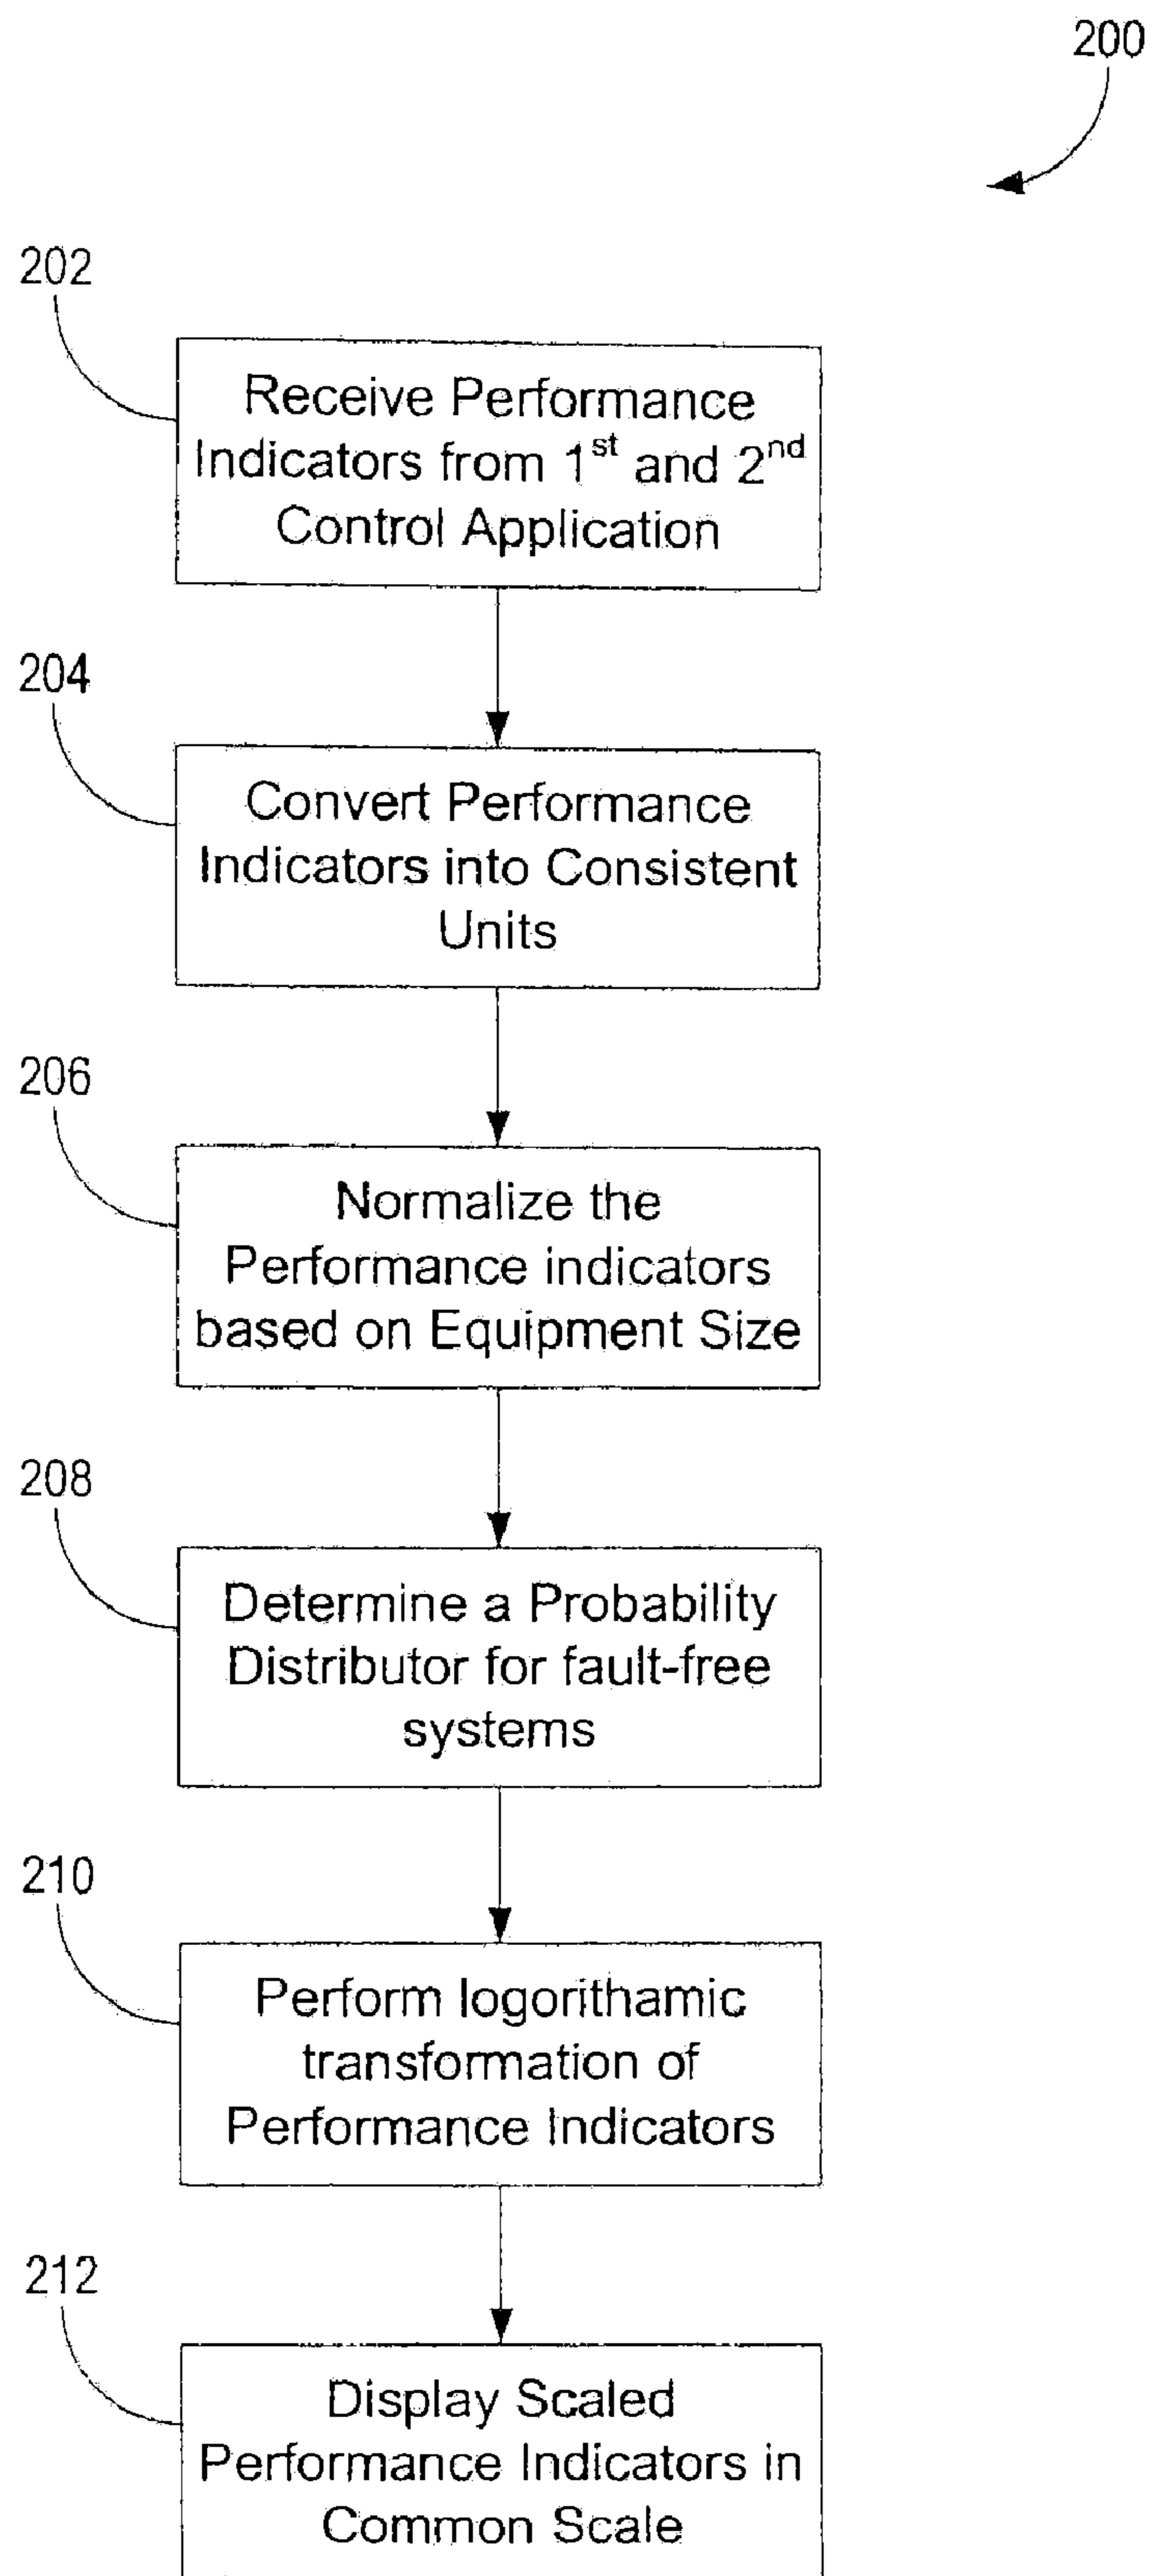 200
202
Receive Performance
Indicators from 1st and 2nd
Control Application
204
Convert Performance
Indicators into Consistent
Units
206
Normalize the
Performance indicators
based on Equipment Size
208
Determine a Probability
Distributor for fault-free
systems
210
Perform logorithamic
transformation of
Performance Indicators
212
Display Scaled
Performance Indicators in
Common Scale